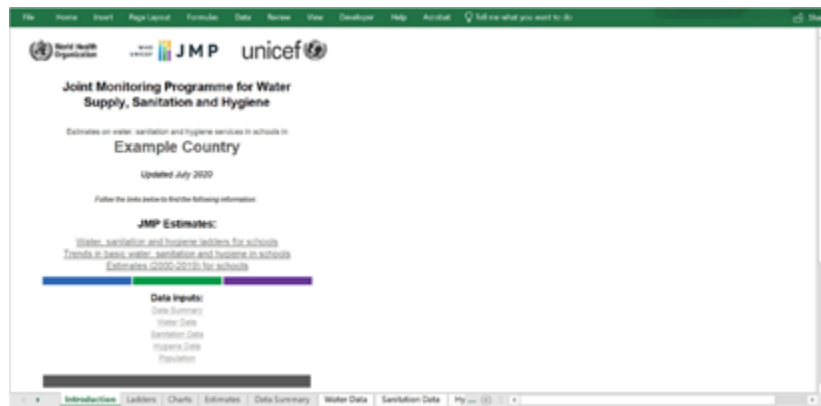 File Home Insert Page Layout Formulas Data Review View Developer Help Acrobat Tell me what you want to do
World Health Organization
WHO UNICEF JMP
unicef
Joint Monitoring Programme for Water
Supply, Sanitation and Hygiene
Estimates on water, sanitation and hygiene services in schools in
Example Country
Updated July 2020
Follow the links below to find the following information:
JMP Estimates:
Water, sanitation and hygiene ladders for schools
Trends in basic water, sanitation and hygiene in schools
Estimates (2000-2019) for schools
Data Inputs:
Data Summary
Water Data
Sanitation Data
Hygiene Data
Population
Introduction Ladders Charts Estimates Data Summary Water Data Sanitation Data Hy ...